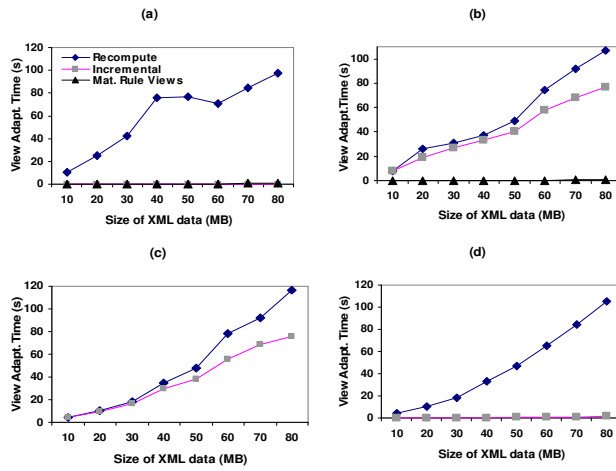 (a)
View Adapt. Time (s)
120
100
80
60
40
20
0
Recompute
Incremental
Mat. Rule Views
10 20 30 40 50 60 70 80
Size of XML data (MB)
(b)
View Adapt.Time (s)
100
80
60
40
20
0
10 20 30 40 50 60 70 80
Size of XML data (MB)
(c)
View Adapt. Time (s)
120
100
80
60
40
20
0
10 20 30 40 50 60 70 80
Size of XML data (MB)
(d)
View Adapt. Time (s)
120
100
80
60
40
20
0
10 20 30 40 50 60 70 80
Size of XML data (MB)